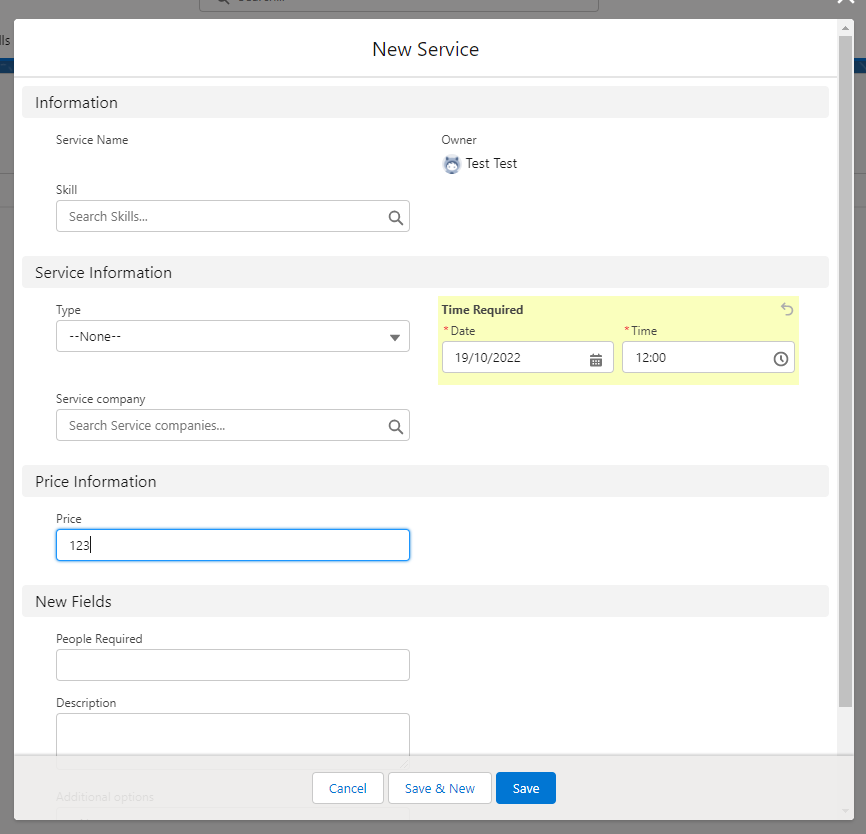 Search...
lls
New Service
Information
Service Name
Owner
Test Test
Skill
Search Skills...
Service Information
Type
--None--
Time Required
*Date
*Time
19/10/2022
12:00
Service company
Search Service companies...
Price Information
Price
123
New Fields
People Required
Description
Additional options
Cancel
Save & New
Save